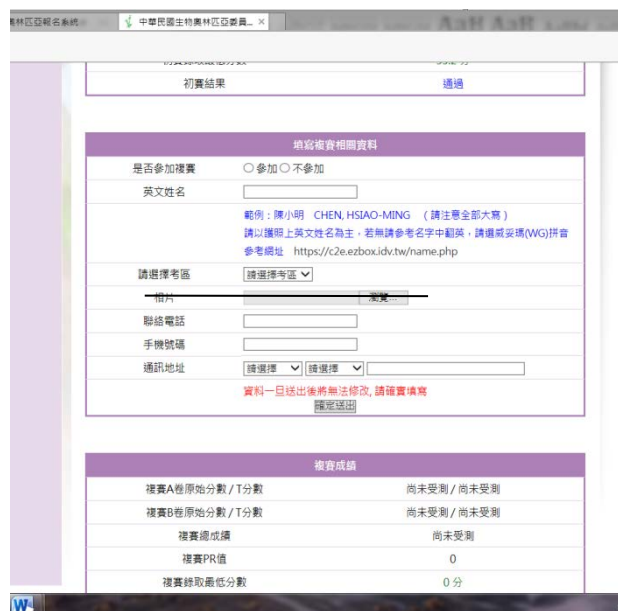 奧林匹亞報名系統
中華民國生物奧林匹亞委員...
初賽錄取最低分數
初賽結果 通過
填寫複賽相關資料
是否參加複賽 參加 不參加
英文姓名
範例：陳小明 CHEN, HSIAO-MING （請注意全部大寫）
請以護照上英文姓名為主，若無請參考名字中翻英，請選威妥瑪(WG)拼音
參考網址 https://c2e.ezbox.idv.tw/name.php
請選擇考區 請選擇考區
相片 瀏覽...
聯絡電話
手機號碼
通訊地址 請選擇 請選擇
資料一旦送出後將無法修改, 請確實填寫
確定送出
複賽成績
複賽A卷原始分數 / T分數 尚未受測 / 尚未受測
複賽B卷原始分數 / T分數 尚未受測 / 尚未受測
複賽總成績 尚未受測
複賽PR值 0
複賽錄取最低分數 0 分